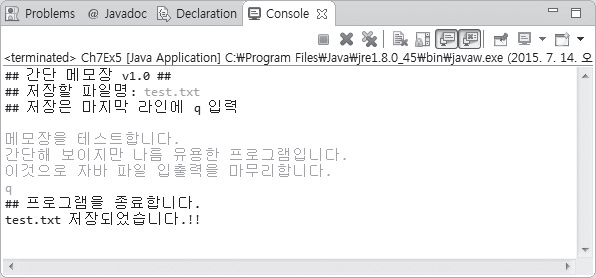 Problems @ Javadoc Declaration Console
<terminated> Ch7Ex5 [Java Application] C:₩Program Files₩Java₩jre1.8.0_45₩bin₩javaw.exe (2015. 7. 14. 오
## 간단 메모장 v1.0 ##
## 저장할 파일명: test.txt
## 저장은 마지막 라인에 q 입력
메모장을 테스트합니다.
간단해 보이지만 나름 유용한 프로그램입니다.
이것으로 자바 파일 입출력을 마무리합니다.
q
## 프로그램을 종료합니다.
test.txt 저장되었습니다.!!